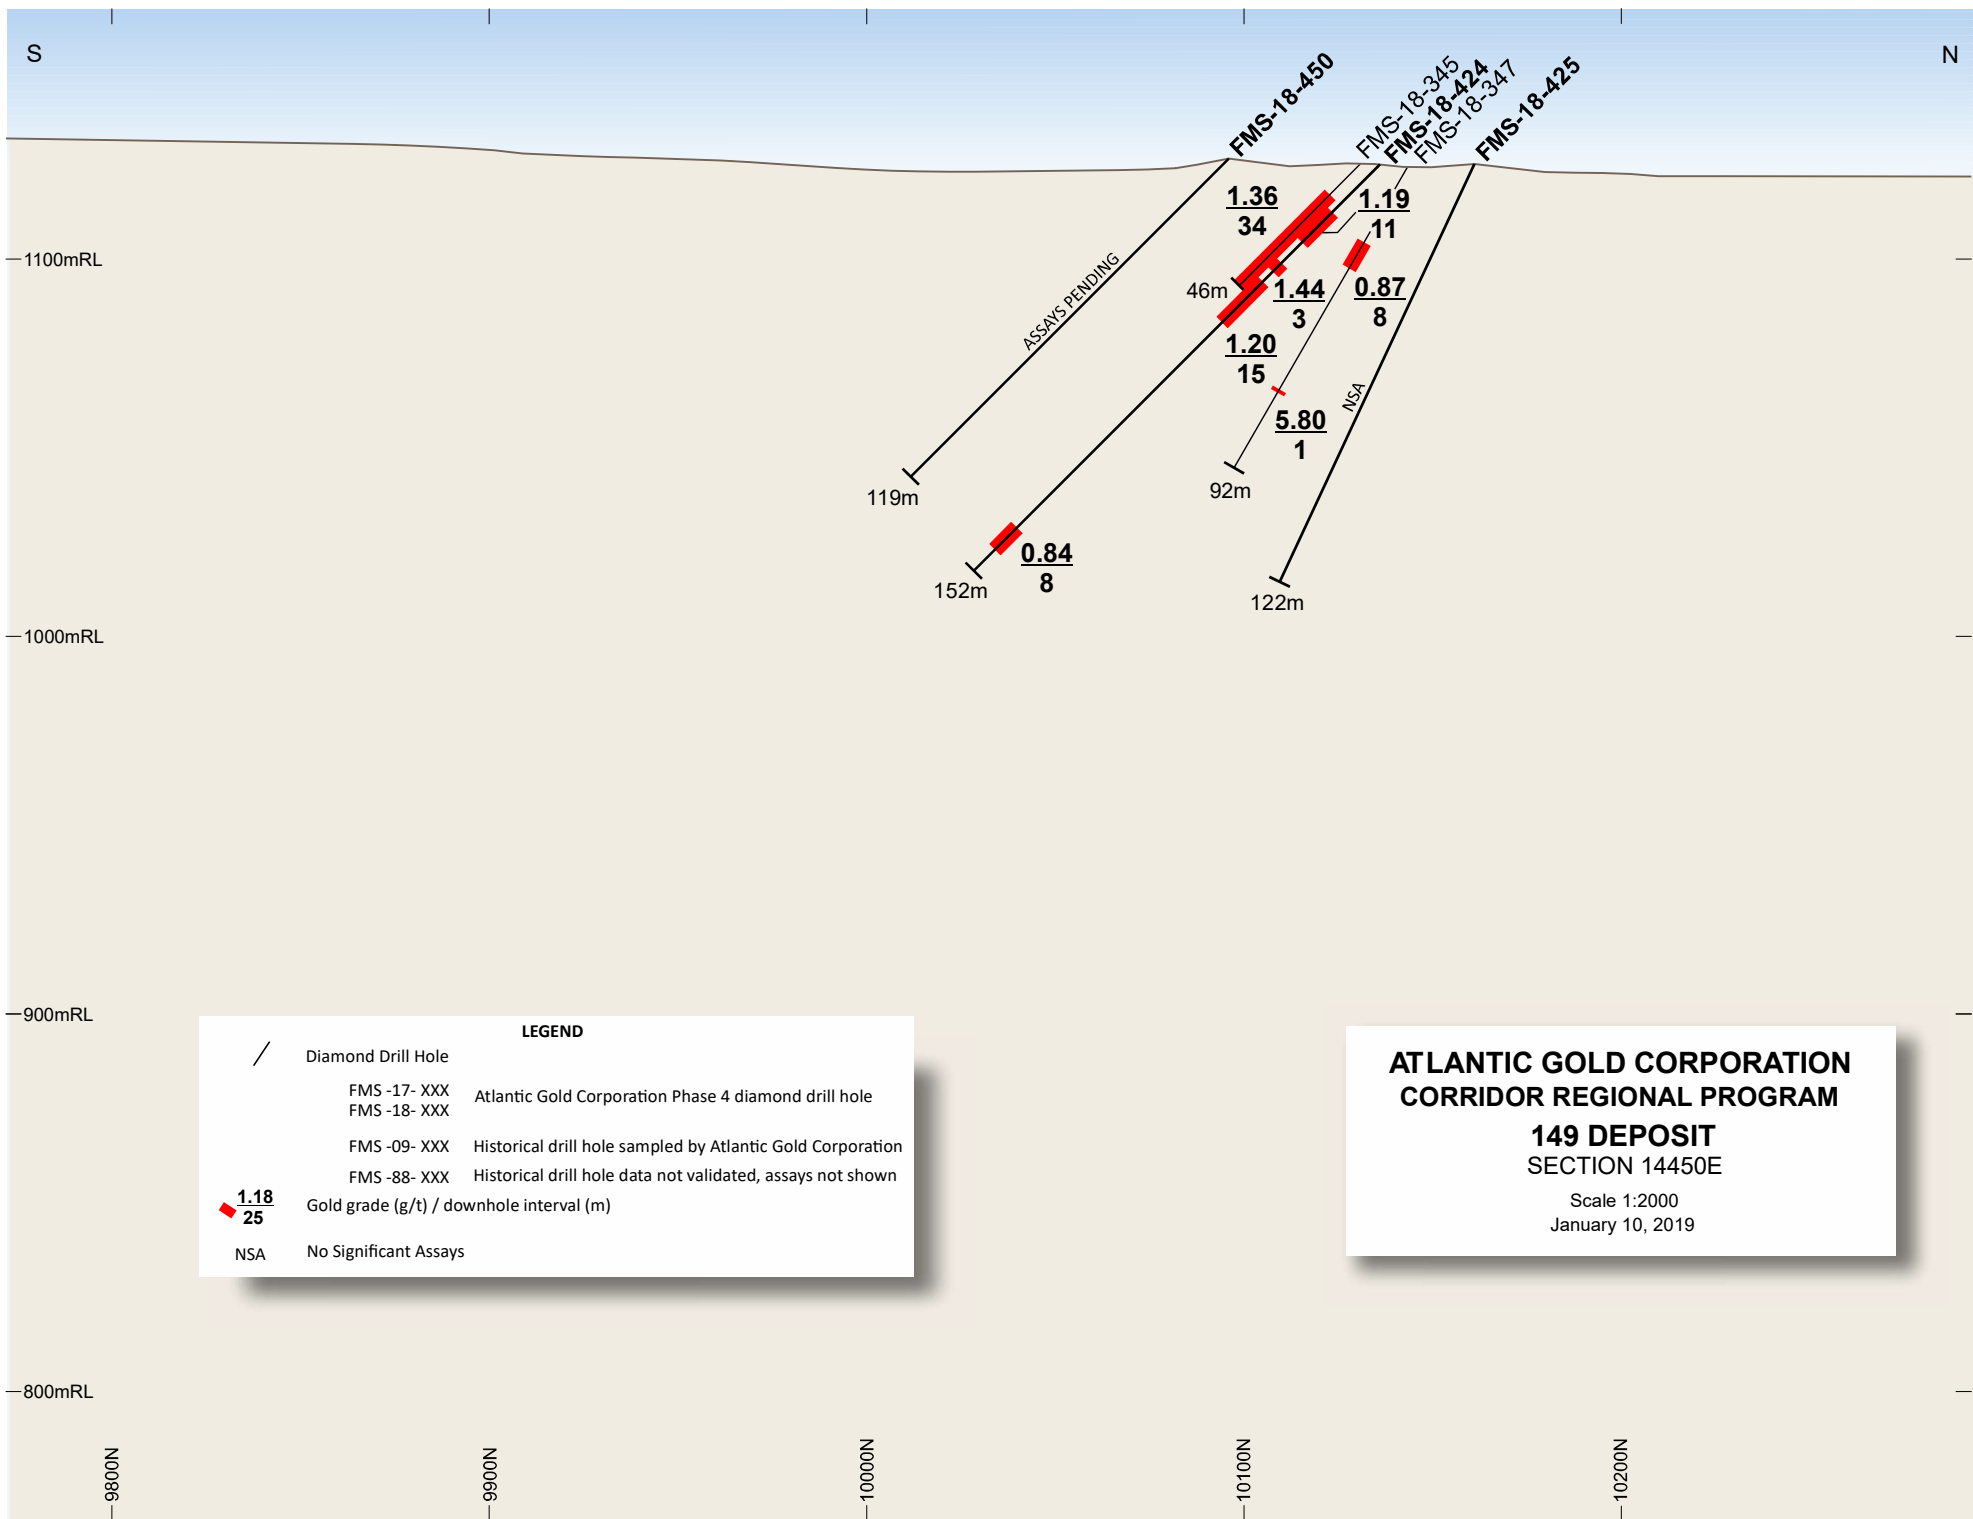 S
N
FMS-18-450
FMS-18-345
FMS-18-424
FMS-18-347
FMS-18-425
1.36
34
1.19
11
1100mRL
ASSAYS PENDING
46m
1.44
3
0.87
8
1.20
15
NSA
5.80
1
119m
92m
0.84
8
152m
122m
1000mRL
900mRL
LEGEND
Diamond Drill Hole
FMS -17- XXX
FMS -18- XXX
Atlantic Gold Corporation Phase 4 diamond drill hole
FMS -09- XXX Historical drill hole sampled by Atlantic Gold Corporation
FMS -88- XXX Historical drill hole data not validated, assays not shown
1.18
25
Gold grade (g/t) / downhole interval (m)
NSA No Significant Assays
ATLANTIC GOLD CORPORATION
CORRIDOR REGIONAL PROGRAM
149 DEPOSIT
SECTION 14450E
Scale 1:2000
January 10, 2019
800mRL
9800N
9900N
10000N
10100N
10200N